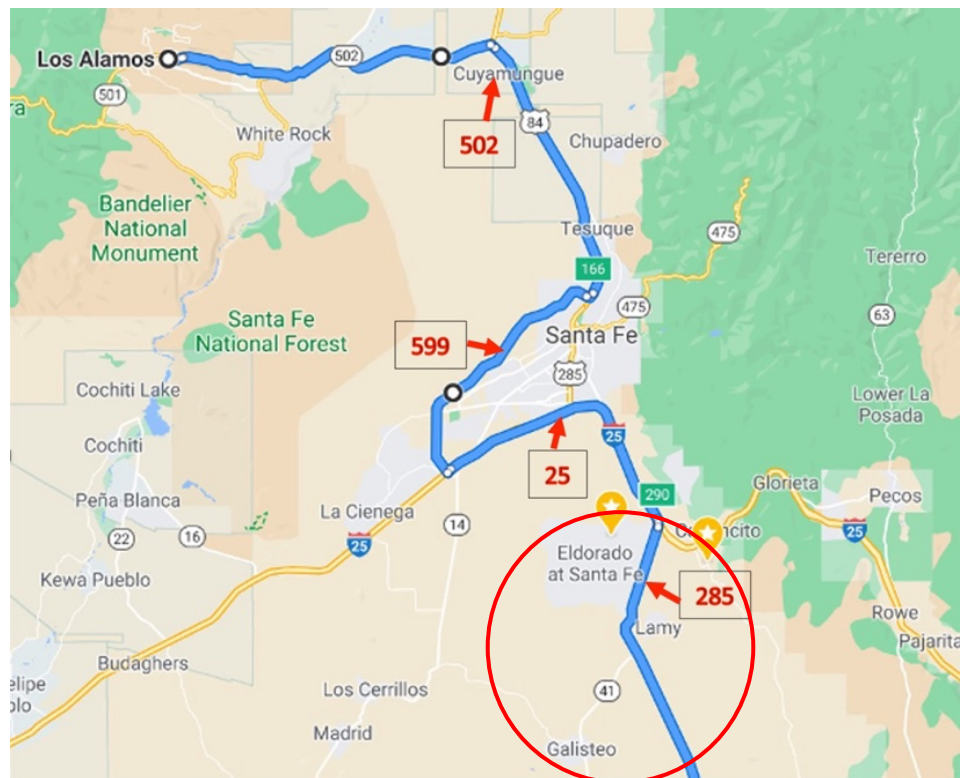 Los Alamos
502
Cuyamungue
501
502
84
White Rock
Chupadero
Bandelier
National
Monument
Tesuque
475
166
Tererro
475
63
Santa Fe
National Forest
599
Santa Fe
285
Cochiti Lake
Lower La
Posada
Cochiti
25
25
290
Glorieta
Pecos
Peña Blanca
La Cienega
14
22
16
25
25
Eldorado
at Santa Fe
Kewa Pueblo
285
Rowe
Lamy
Pajarita
Budaghers
Los Cerrillos
41
Madrid
Galisteo